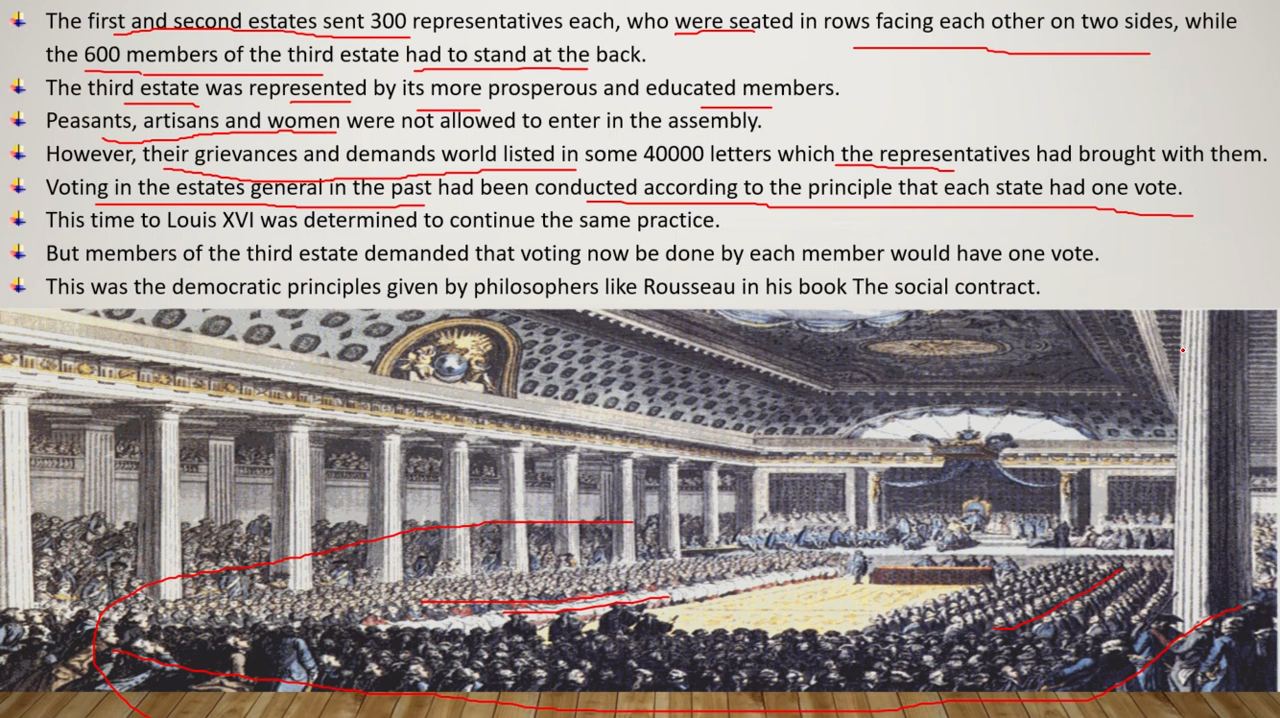 The first and second estates sent 300 representatives each, who were seated in rows facing each other on two sides, while
the 600 members of the third estate had to stand at the back.
The third estate was represented by its more prosperous and educated members.
Peasants, artisans and women were not allowed to enter in the assembly.
However, their grievances and demands world listed in some 40000 letters which the representatives had brought with them.
Voting in the estates general in the past had been conducted according to the principle that each state had one vote.
This time to Louis XVI was determined to continue the same practice.
But members of the third estate demanded that voting now be done by each member would have one vote.
This was the democratic principles given by philosophers like Rousseau in his book The social contract.